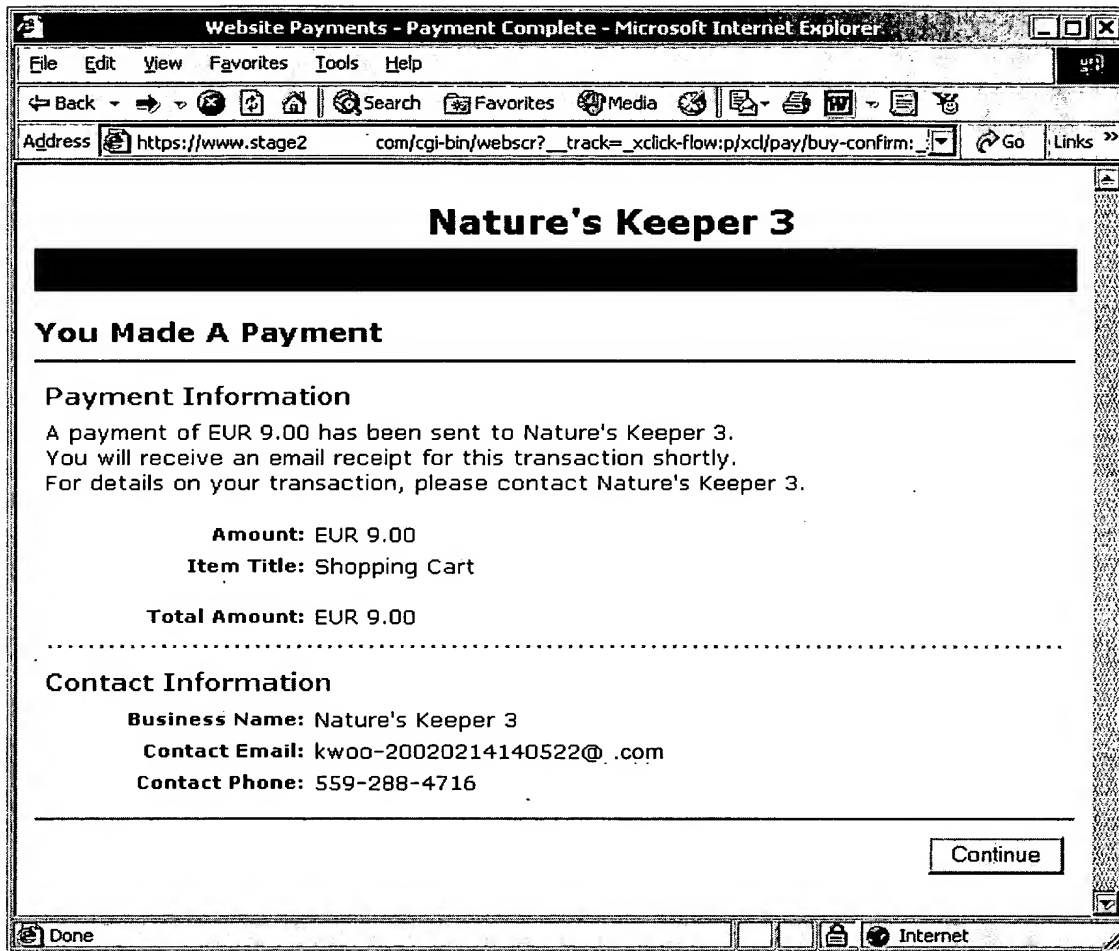 Website Payments - Payment Complete - Microsoft Internet Explorer
File Edit View Favorites Tools Help
Back Search Favorites Media
Address https://www.stage2 com/cgi-bin/webscr?__track=_xclick-flow:p/xcl/pay/buy-confirm:_ Go Links »
Nature's Keeper 3
You Made A Payment
Payment Information
A payment of EUR 9.00 has been sent to Nature's Keeper 3.
You will receive an email receipt for this transaction shortly.
For details on your transaction, please contact Nature's Keeper 3.
Amount: EUR 9.00
Item Title: Shopping Cart
Total Amount: EUR 9.00
Contact Information
Business Name: Nature's Keeper 3
Contact Email: kwoo-20020214140522@ .com
Contact Phone: 559-288-4716
Continue
Done Internet